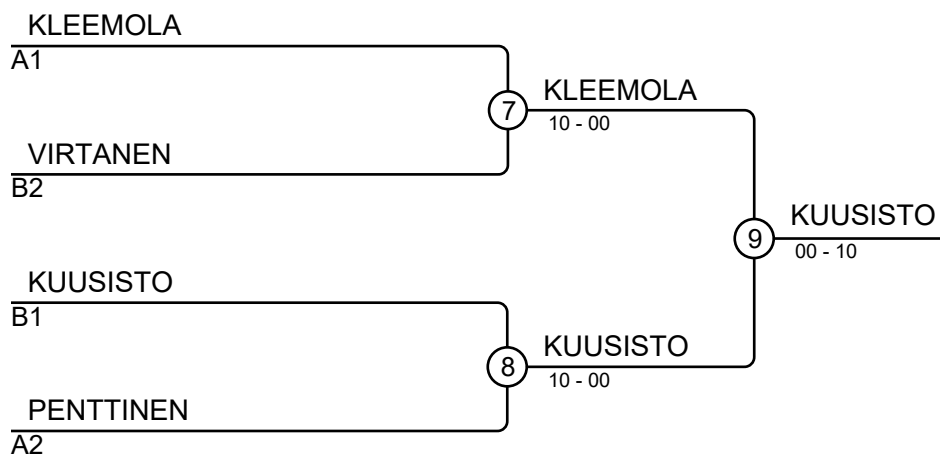 KLEEMOLA
A1
7
KLEEMOLA
10 - 00
VIRTANEN
B2
9
KUUSISTO
00 - 10
KUUSISTO
B1
8
KUUSISTO
10 - 00
PENTTINEN
A2